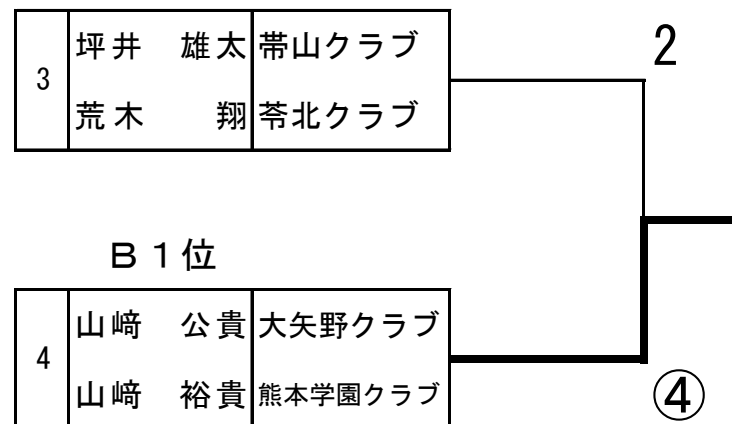 3 坪井 雄太 帯山クラブ 2
荒木 翔 苓北クラブ
B1位
4 山﨑 公貴 大矢野クラブ
山﨑 裕貴 熊本学園クラブ ④